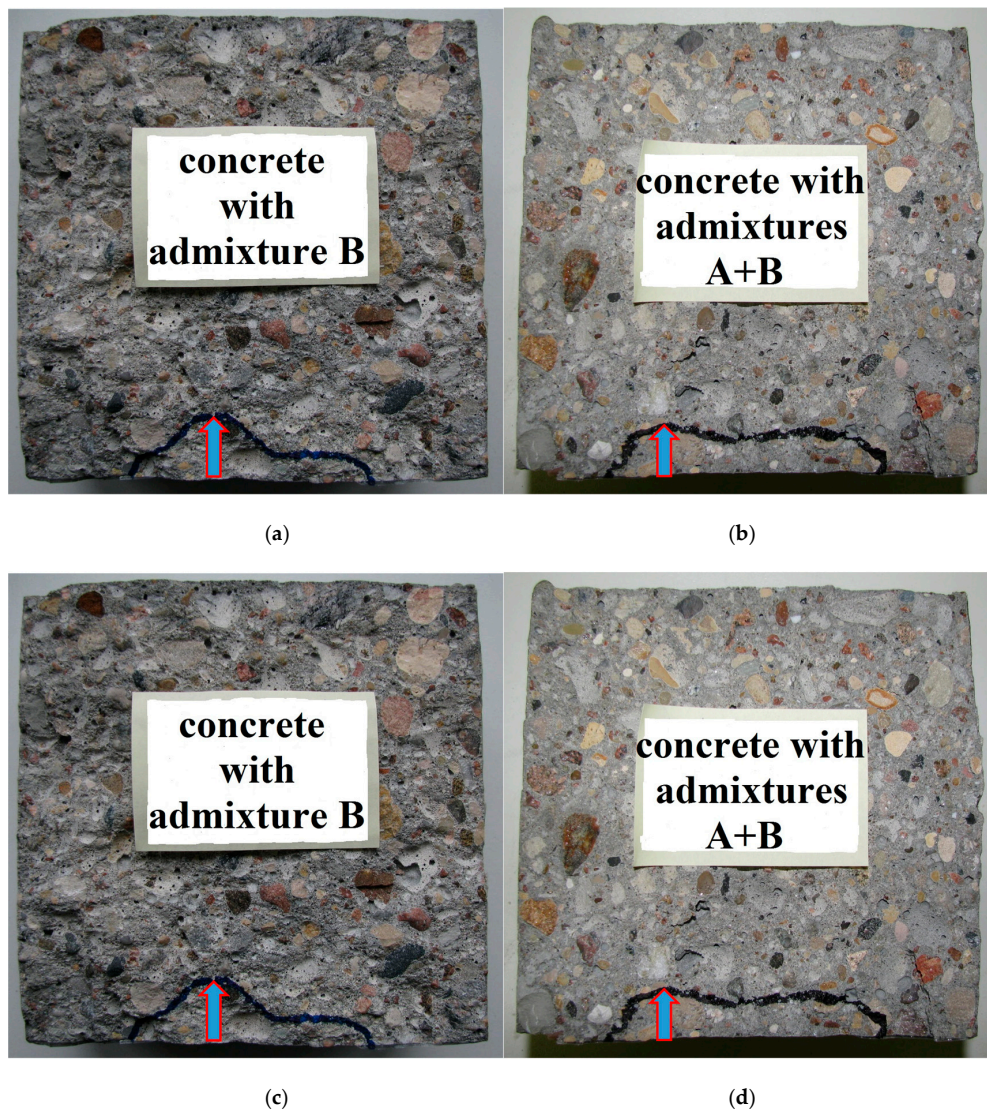 concrete
with
admixture B
concrete with
admixtures
A+B
(a)
(b)
concrete
with
admixture B
concrete with
admixtures
A+B
(c)
(d)